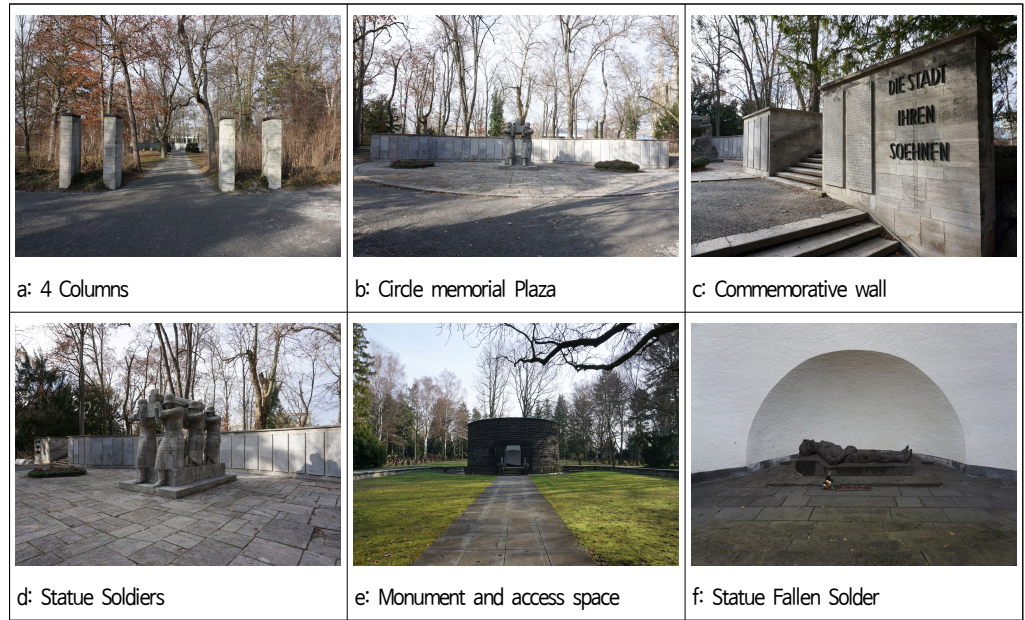 DIE STADT
IHREN
SOEHNEN
a: 4 Columns
b: Circle memorial Plaza
c: Commemorative wall
d: Statue Soldiers
e: Monument and access space
f: Statue Fallen Solder